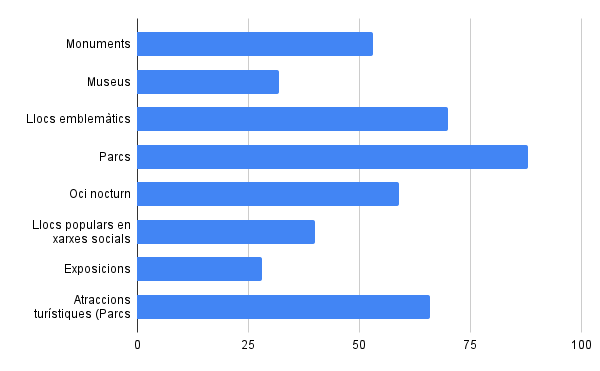 Monuments
Museus
Llocs emblemàtics
Parcs
Oci nocturn
Llocs populars en
xarxes socials
Exposicions
Atraccions
turístiques (Parcs
0
25
50
75
100